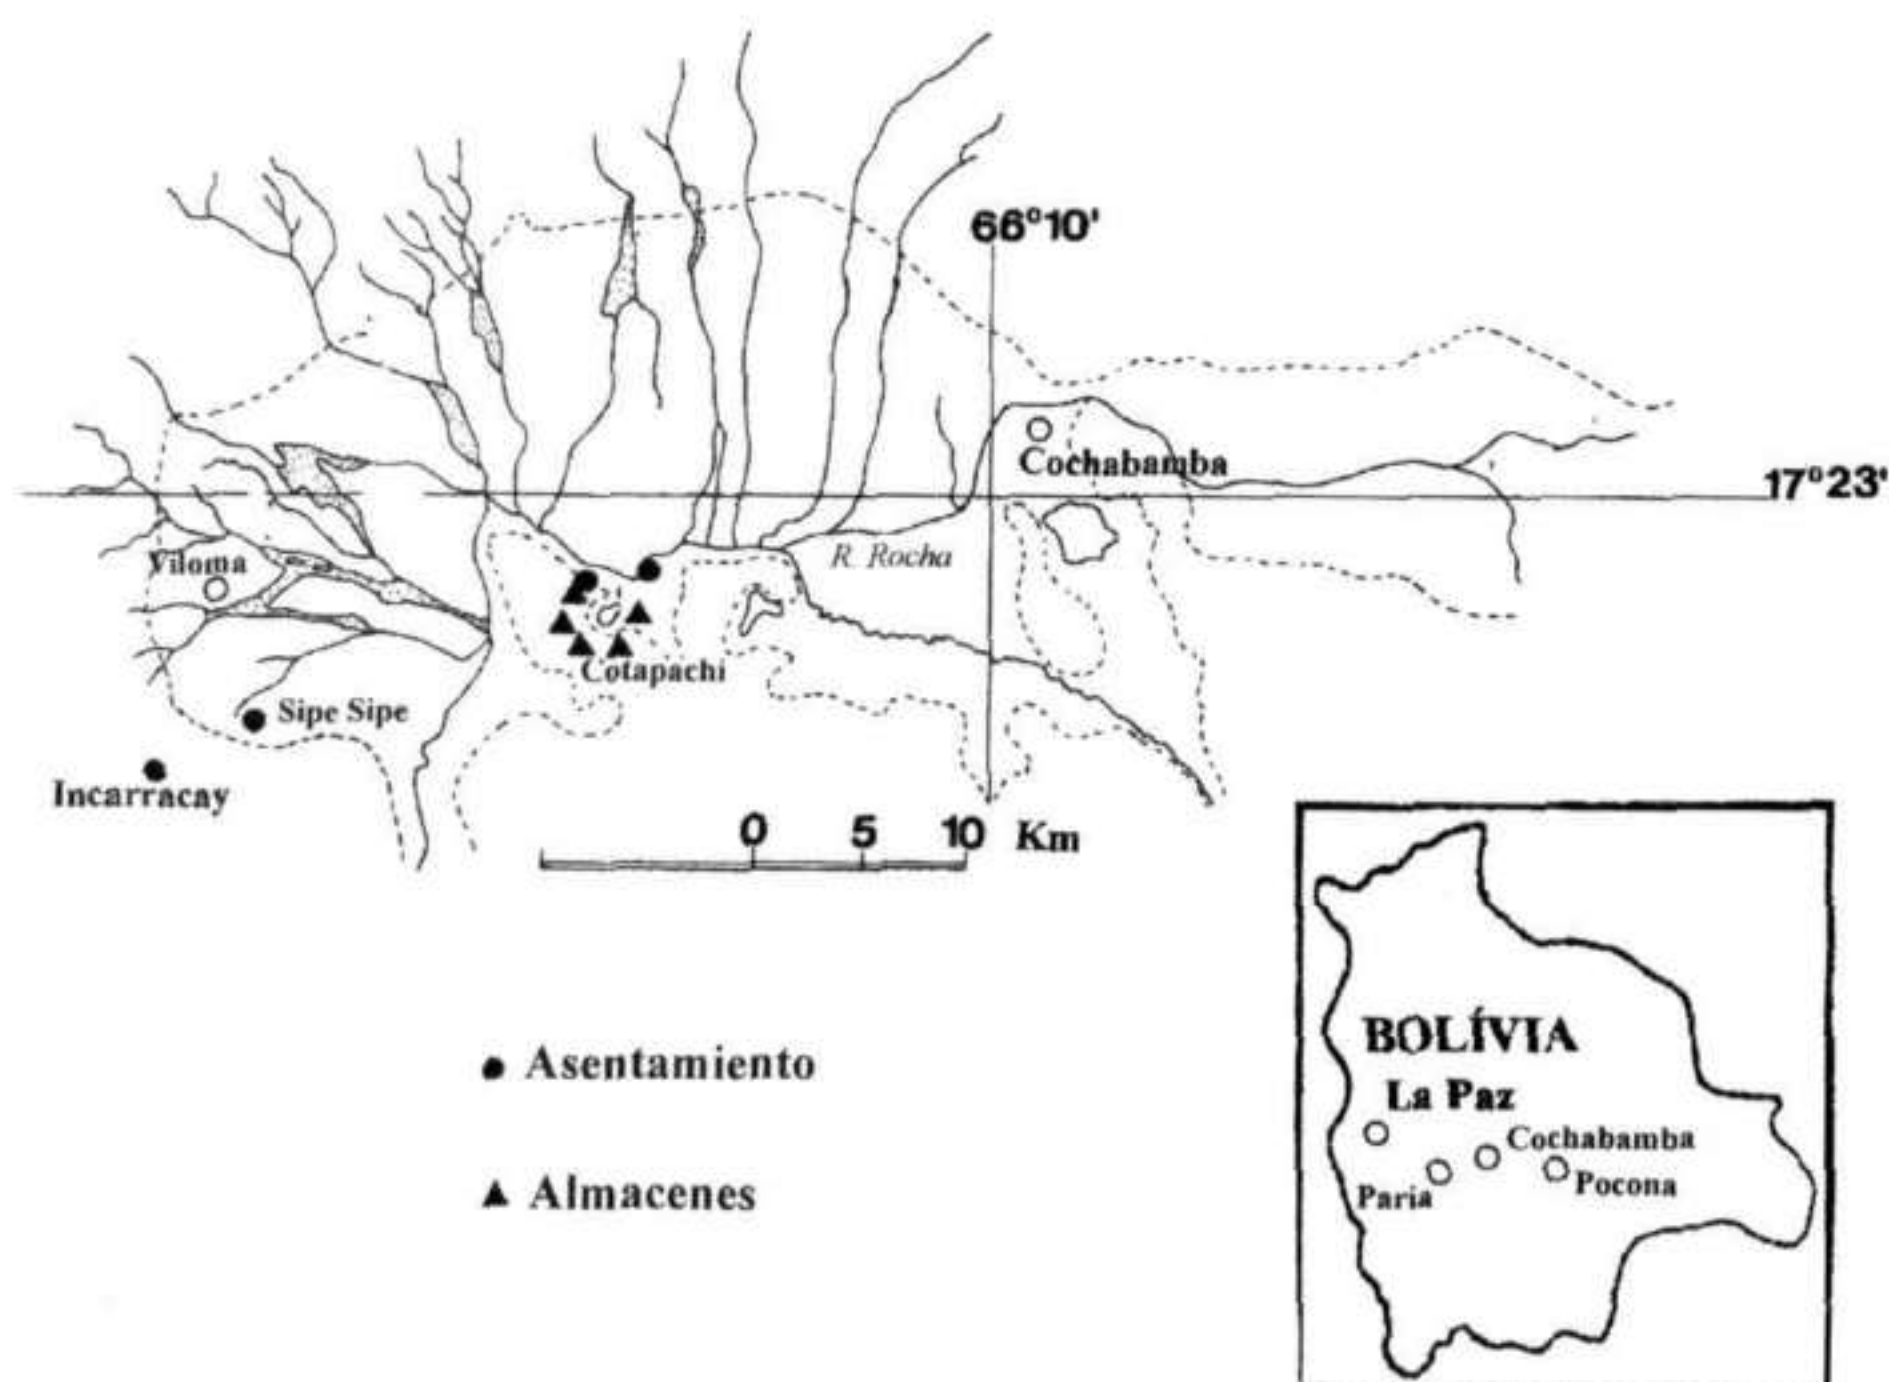 66°10'
Cochabamba
17°23'
R. Rocha
Viloma
Cotapachi
Sipe Sipe
Incarracay
0 5 10 Km
Asentamiento
Almacenes
BOLÍVIA
La Paz
Cochabamba
Paria
Pocona